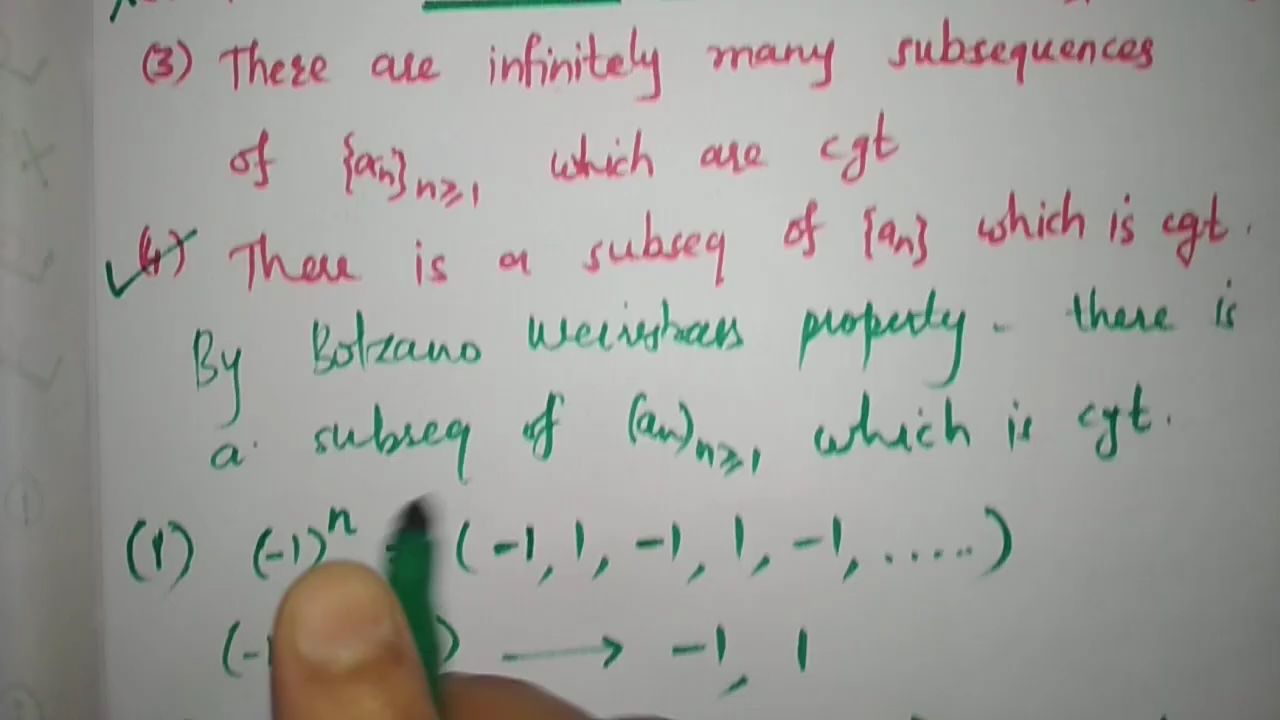 (3) There are infinitely many subsequences
of {aₙ}ₙ≥₁ which are cgt
(4) There is a subseq of {aₙ} which is cgt.
By Bolzano Weirstrass property - there is
a subseq of (aₙ)ₙ≥₁ which is cgt.
(1) (-1)ⁿ = (-1, 1, -1, 1, -1, .....)
(-1 ) → -1, 1